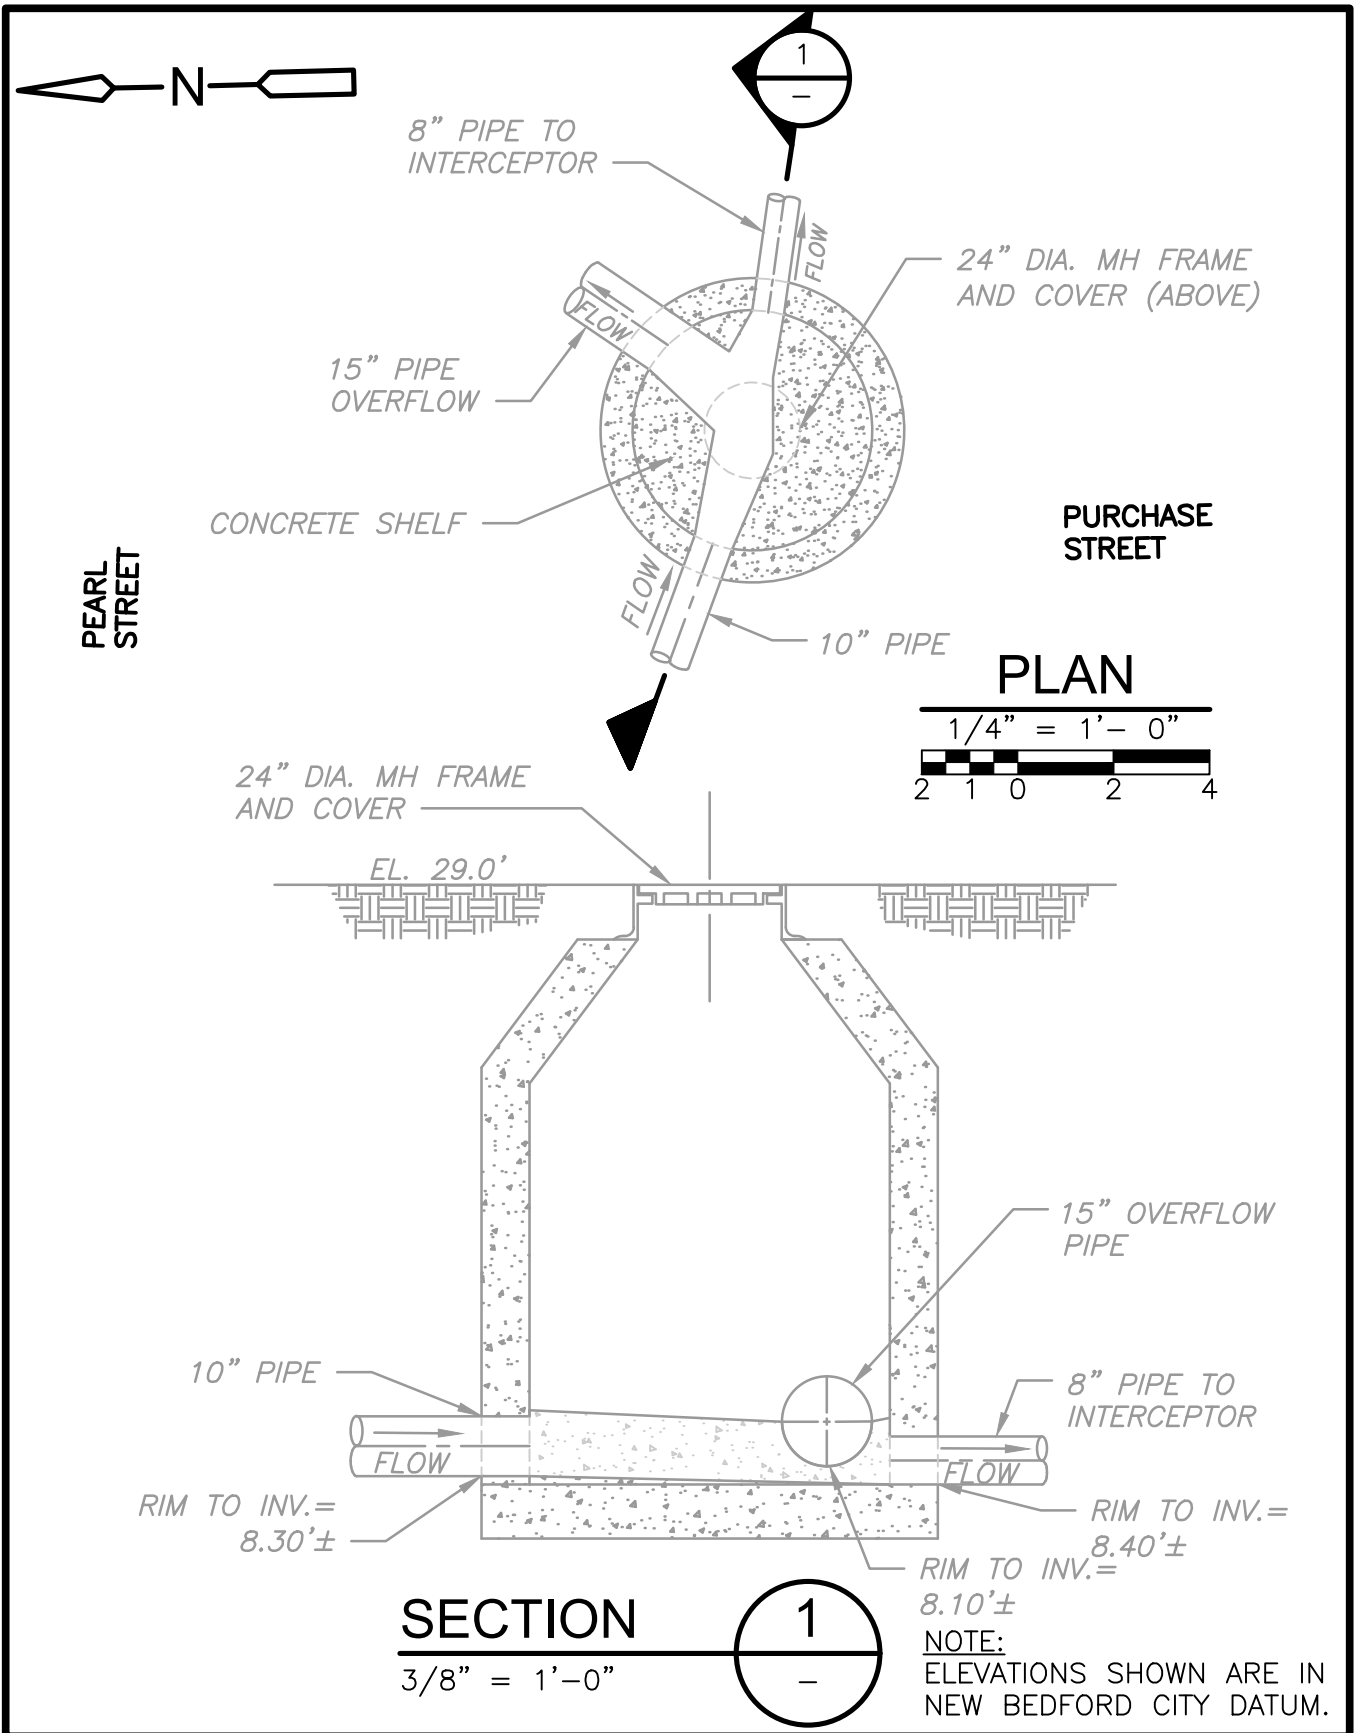 1
–
N
8” PIPE TO
INTERCEPTOR
FLOW
24” DIA. MH FRAME
AND COVER (ABOVE)
FLOW
15” PIPE
OVERFLOW
CONCRETE SHELF
PURCHASE
STREET
PEARL
STREET
FLOW
10” PIPE
PLAN
1/4” = 1’– 0”
2 1 0 2 4
24” DIA. MH FRAME
AND COVER
EL. 29.0’
15” OVERFLOW
PIPE
10” PIPE
8” PIPE TO
INTERCEPTOR
FLOW
FLOW
RIM TO INV.=
8.30’±
RIM TO INV.=
8.40’±
RIM TO INV.=
8.10’±
SECTION
3/8” = 1’–0”
1
–
NOTE:
ELEVATIONS SHOWN ARE IN
NEW BEDFORD CITY DATUM.